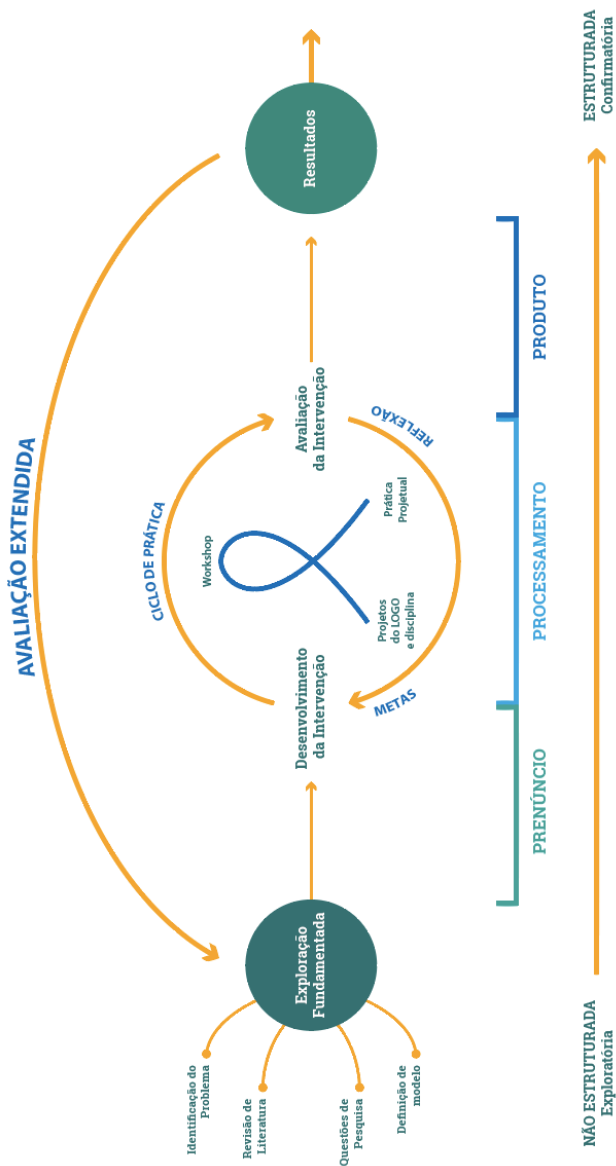 AVALIAÇÃO EXTENDIDA
Identificação do
Problema
Revisão de
Literatura
Questões de
Pesquisa
Definição de
modelo
Exploração
Fundamentada
Desenvolvimento
da Intervenção
CICLO DE PRÁTICA
Workshop
Projetos
do LOGO
e disciplina
Prática
Projetual
METAS
REFLEXÃO
Avaliação
da Intervenção
Resultados
PRENÚNCIO
PROCESSAMENTO
PRODUTO
NÃO ESTRUTURADA
Exploratória
ESTRUTURADA
Confirmatória